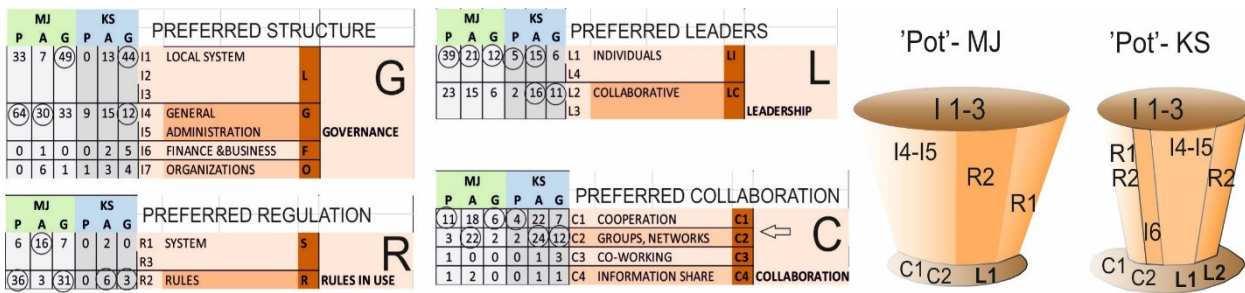 MJ KS
P A G P A G PREFERRED STRUCTURE
33 7 49 0 13 44 I1 LOCAL SYSTEM
I2 L
I3
64 30 33 9 15 12 I4 GENERAL G
I5 ADMINISTRATION GOVERNANCE
0 1 0 0 2 5 I6 FINANCE &BUSINESS F
0 6 1 1 3 4 I7 ORGANIZATIONS O
G
MJ KS
P A G P A G PREFERRED REGULATION
6 16 7 0 2 0 R1 SYSTEM S
R3
36 3 31 0 6 3 R2 RULES R RULES IN USE
R
MJ KS
P A G P A G PREFERRED LEADERS
39 21 12 5 15 6 L1 INDIVIDUALS LI
L4
23 15 6 2 16 11 L2 COLLABORATIVE LC
L3 LEADERSHIP
L
MJ KS
P A G P A G PREFERRED COLLABORATION
11 18 6 4 22 7 C1 COOPERATION C1
3 22 2 2 24 12 C2 GROUPS, NETWORKS C2
1 0 0 0 1 3 C3 CO-WORKING C3
1 2 0 0 1 1 C4 INFORMATION SHARE C4 COLLABORATION
C
'Pot'- MJ
I 1-3
I4-I5
R2
R1
C1 C2 L1
'Pot'- KS
I 1-3
R1 I4-I5
R2 R2
I6
C1 C2 L1 L2